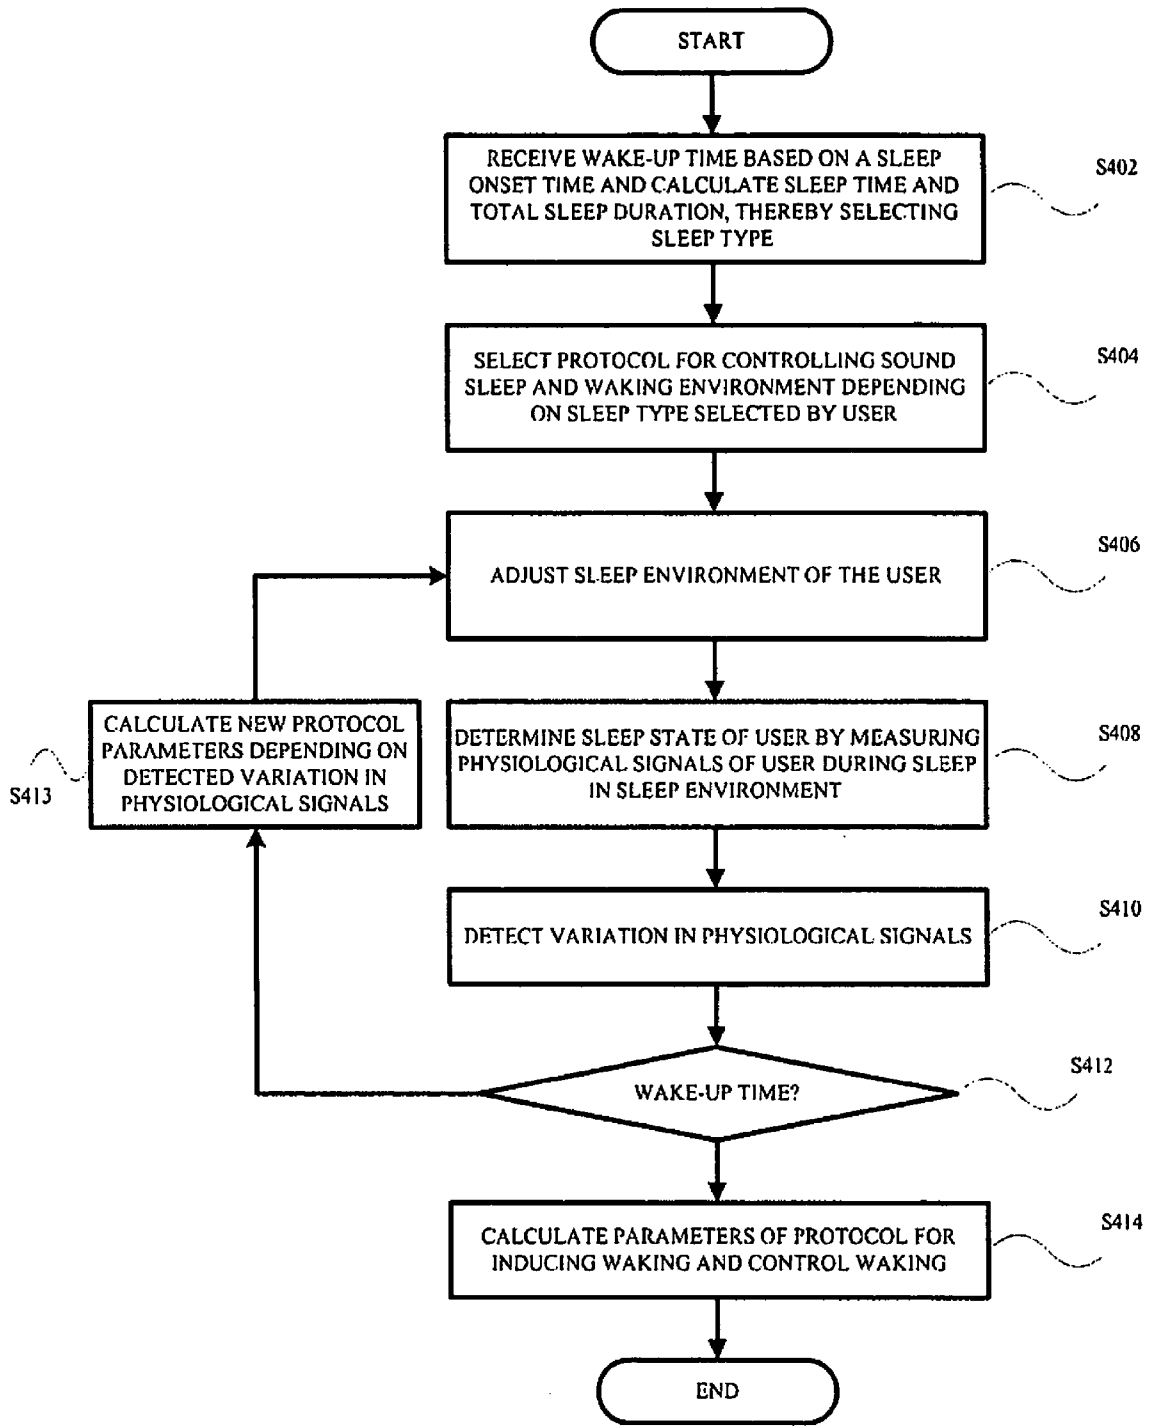 START
RECEIVE WAKE-UP TIME BASED ON A SLEEP
ONSET TIME AND CALCULATE SLEEP TIME AND
TOTAL SLEEP DURATION, THEREBY SELECTING
SLEEP TYPE
S402
SELECT PROTOCOL FOR CONTROLLING SOUND
SLEEP AND WAKING ENVIRONMENT DEPENDING
ON SLEEP TYPE SELECTED BY USER
S404
ADJUST SLEEP ENVIRONMENT OF THE USER
S406
CALCULATE NEW PROTOCOL
PARAMETERS DEPENDING ON
DETECTED VARIATION IN
PHYSIOLOGICAL SIGNALS
S413
DETERMINE SLEEP STATE OF USER BY MEASURING
PHYSIOLOGICAL SIGNALS OF USER DURING SLEEP
IN SLEEP ENVIRONMENT
S408
DETECT VARIATION IN PHYSIOLOGICAL SIGNALS
S410
WAKE-UP TIME?
S412
CALCULATE PARAMETERS OF PROTOCOL FOR
INDUCING WAKING AND CONTROL WAKING
S414
END